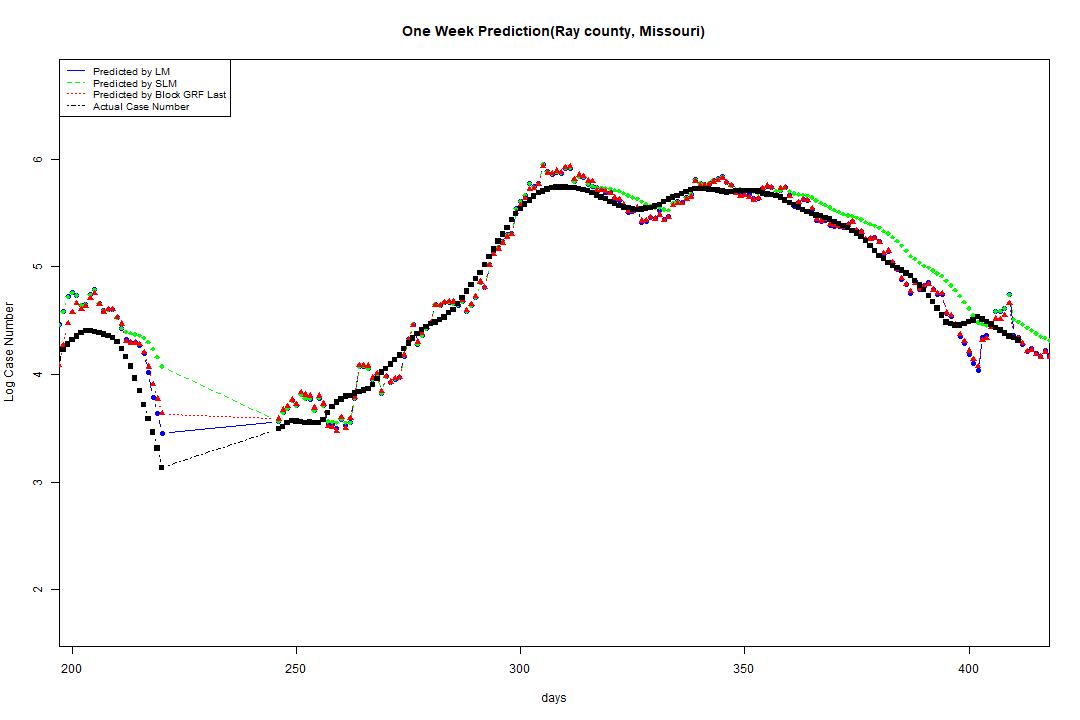 One Week Prediction(Ray county, Missouri)
Predicted by LM
Predicted by SLM
Predicted by Block GRF Last
Actual Case Number
Log Case Number
6
5
4
3
2
200 250 300 350 400
days